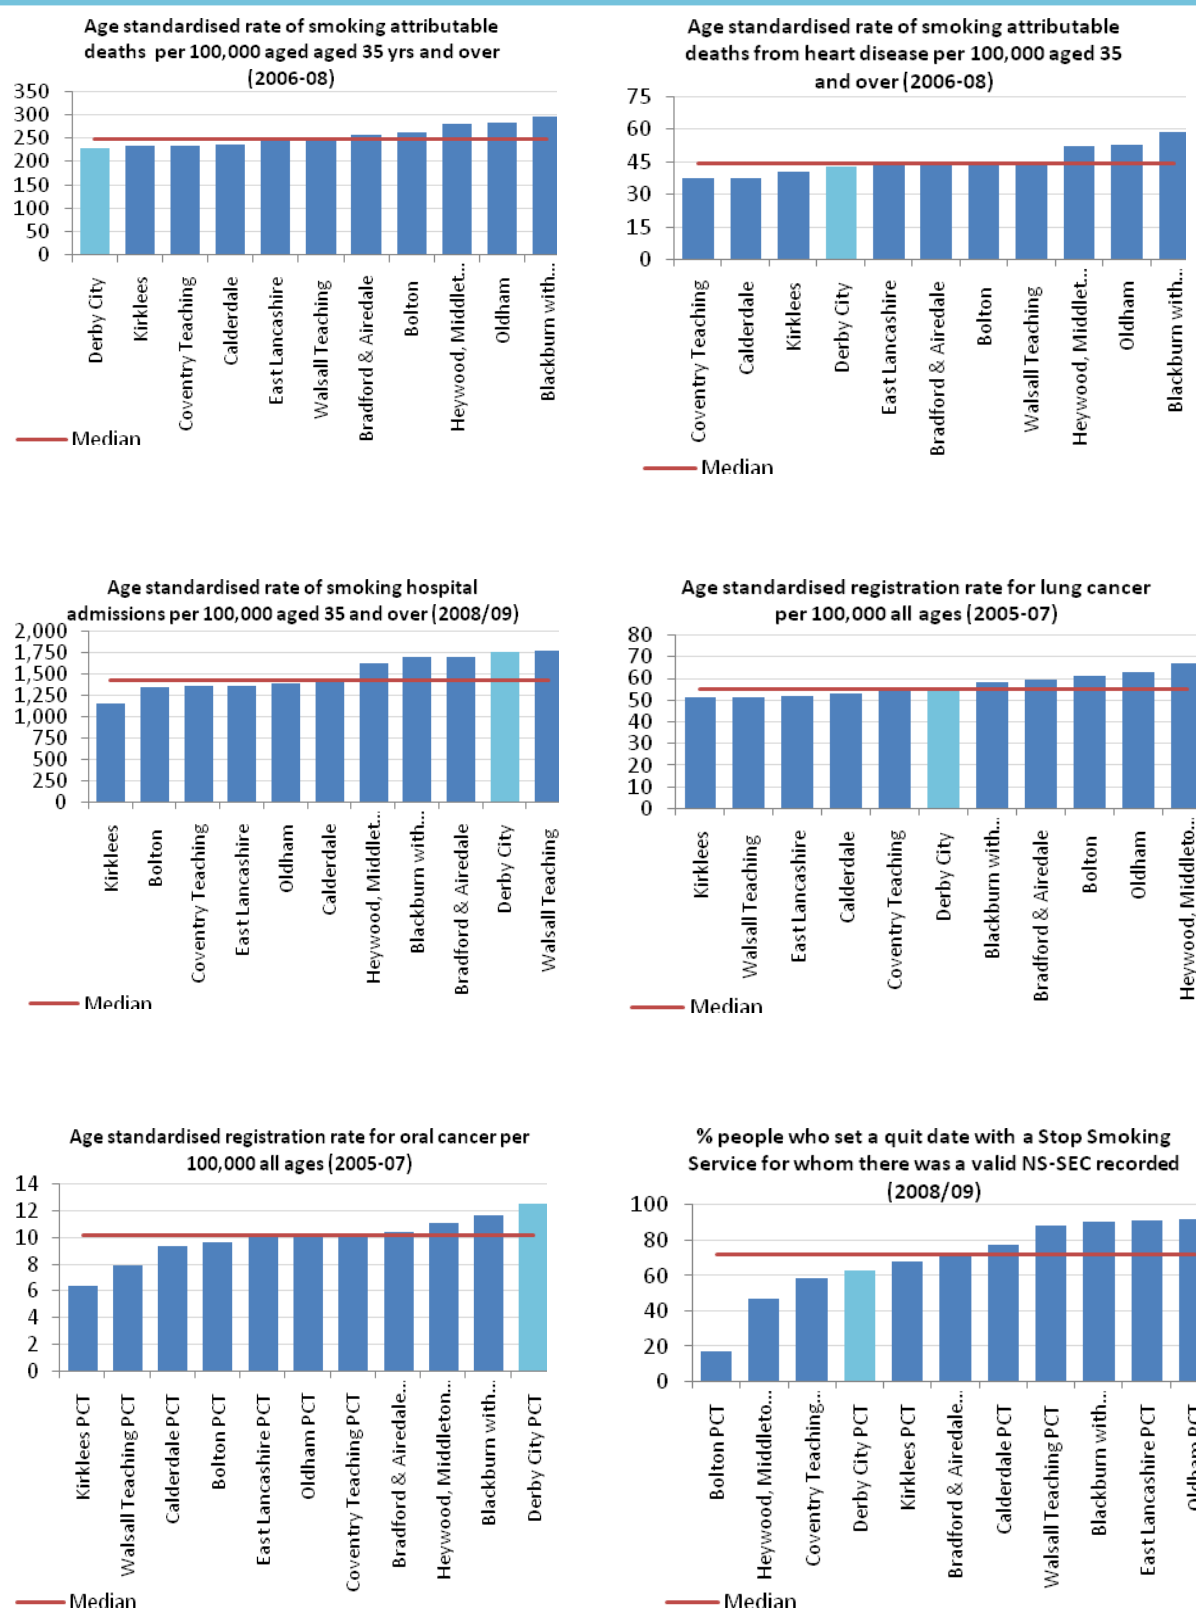 Age standardised rate of smoking attributable
deaths per 100,000 aged aged 35 yrs and over
(2006-08)
350
300
250
200
150
100
50
0
Derby City
Kirklees
Coventry Teaching
Calderdale
East Lancashire
Walsall Teaching
Bradford & Airedale
Bolton
Heywood, Middlet...
Oldham
Blackburn with...
Median
Age standardised rate of smoking attributable
deaths from heart disease per 100,000 aged 35
and over (2006-08)
75
60
45
30
15
0
Coventry Teaching
Calderdale
Kirklees
Derby City
East Lancashire
Bradford & Airedale
Bolton
Walsall Teaching
Heywood, Middlet...
Oldham
Blackburn with...
Median
Age standardised rate of smoking hospital
admissions per 100,000 aged 35 and over (2008/09)
2,000
1,750
1,500
1,250
1,000
750
500
250
0
Kirklees
Bolton
Coventry Teaching
East Lancashire
Oldham
Calderdale
Heywood, Middlet...
Blackburn with...
Bradford & Airedale
Derby City
Walsall Teaching
Median
Age standardised registration rate for lung cancer
per 100,000 all ages (2005-07)
80
70
60
50
40
30
20
10
0
Kirklees
Walsall Teaching
East Lancashire
Calderdale
Coventry Teaching
Derby City
Blackburn with...
Bradford & Airedale
Bolton
Oldham
Heywood, Middleto...
Median
Age standardised registration rate for oral cancer per
100,000 all ages (2005-07)
14
12
10
8
6
4
2
0
Kirklees PCT
Walsall Teaching PCT
Calderdale PCT
Bolton PCT
East Lancashire PCT
Oldham PCT
Coventry Teaching PCT
Bradford & Airedale...
Heywood, Middleton...
Blackburn with...
Derby City PCT
Median
% people who set a quit date with a Stop Smoking
Service for whom there was a valid NS-SEC recorded
(2008/09)
100
80
60
40
20
0
Bolton PCT
Heywood, Middleto...
Coventry Teaching...
Derby City PCT
Kirklees PCT
Bradford & Airedale...
Calderdale PCT
Walsall Teaching PCT
Blackburn with...
East Lancashire PCT
Oldham PCT
Median